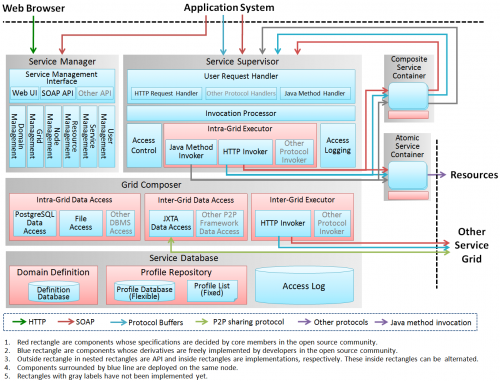 Web Browser
Application System
Service Manager
Service Management
Interface
Web UI
SOAP API
Other API
Domain
Management
Grid
Management
Node
Management
Resource
Management
Service
Management
User
Management
Service Supervisor
User Request Handler
HTTP Request Handler
Other Protocol Handlers
Java Method Handler
Invocation Processor
Access
Control
Intra-Grid Executor
Java Method
Invoker
HTTP Invoker
Other
Protocol
Invoker
Access
Logging
Composite
Service
Container
Atomic
Service
Container
Resources
Grid Composer
Intra-Grid Data Access
PostgreSQL
Data
Access
File
Access
Other
DBMS
Access
Inter-Grid Data Access
JXTA
Data Access
Other P2P
Framework
Data Access
Inter-Grid Executor
HTTP Invoker
Other
Protocol
Invoker
Other
Service
Grid
Service Database
Domain Definition
Definition
Database
Profile Repository
Profile Database
(Flexible)
Profile List
(Fixed)
Access Log
HTTP
SOAP
Protocol Buffers
P2P sharing protocol
Other protocols
Java method invocation
1. Red rectangle are components whose specifications are decided by core members in the open source community.
2. Blue rectangle are components whose derivatives are freely implemented by developers in the open source community.
3. Outside rectangle in nested rectangles are APIs and inside rectangles are implementations, respectively. These inside rectangles can be alternated.
4. Components surrounded by blue line are deployed on the same node.
5. Rectangles with gray labels have not been implemented yet.